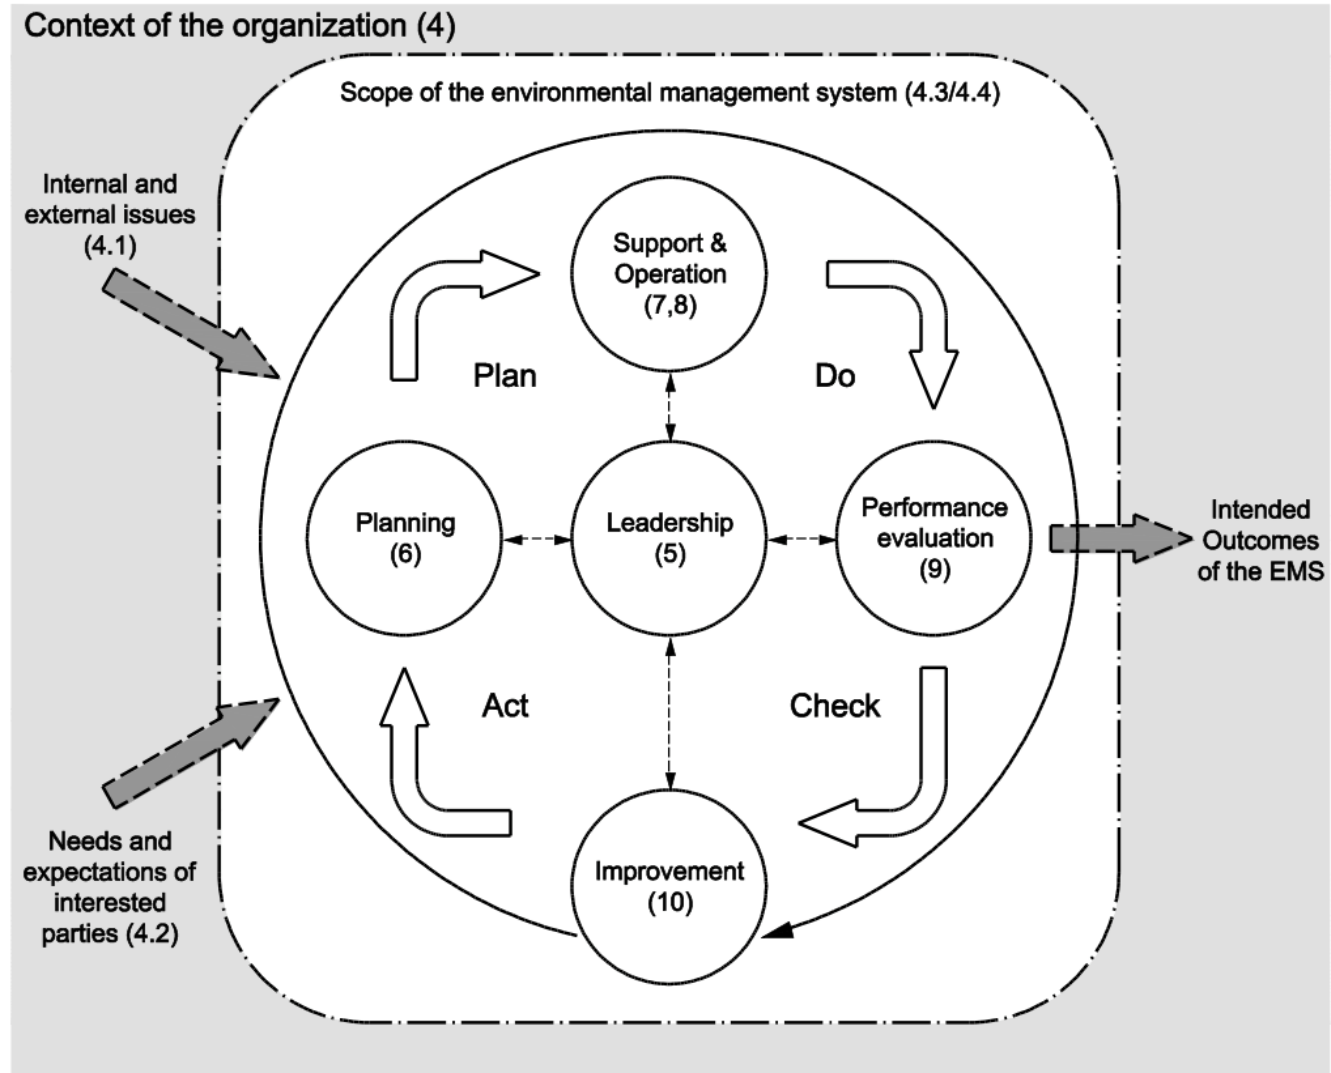 Context of the organization (4)
Scope of the environmental management system (4.3/4.4)
Internal and
external issues
(4.1)
Support &
Operation
(7,8)
Plan
Do
Planning
(6)
Leadership
(5)
Performance
evaluation
(9)
Intended
Outcomes
of the EMS
Act
Check
Needs and
expectations of
interested
parties (4.2)
Improvement
(10)